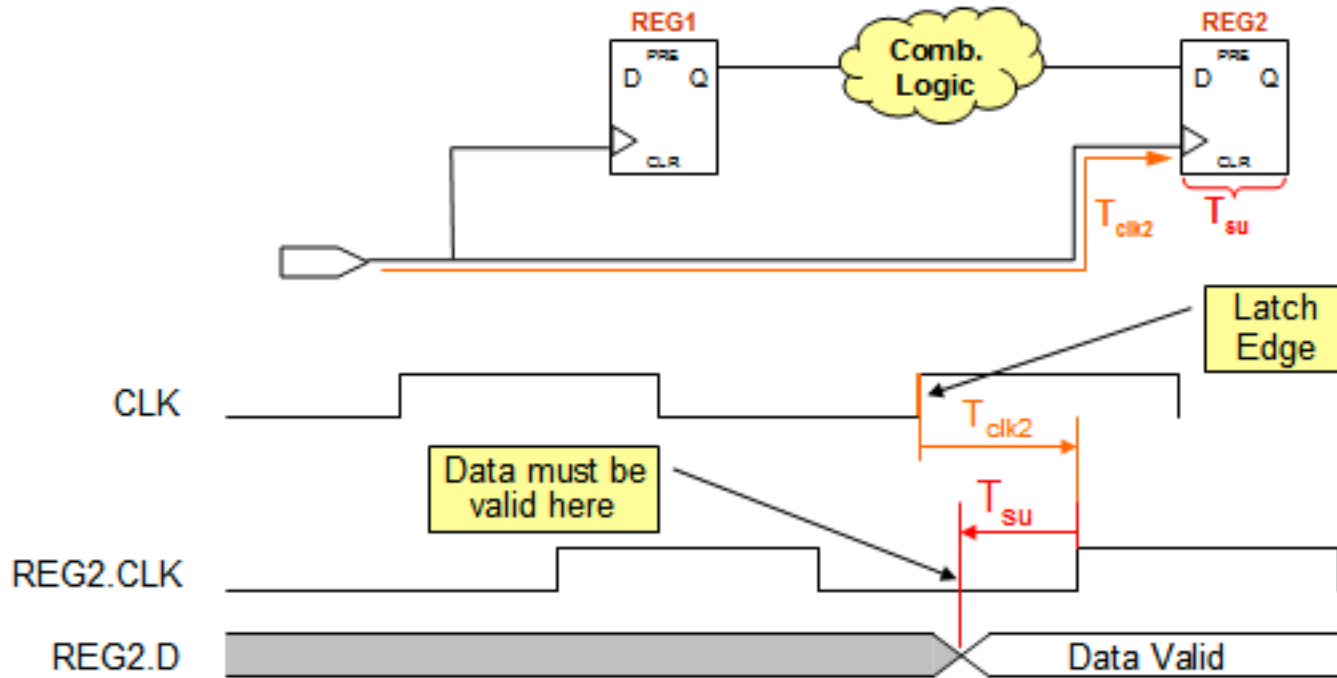 REG1
PRE
D Q
CLR
Comb.
Logic
REG2
PRE
D Q
CLR
Tclk2
Tsu
Latch
Edge
CLK
Tclk2
Data must be
valid here
Tsu
REG2.CLK
REG2.D
Data Valid